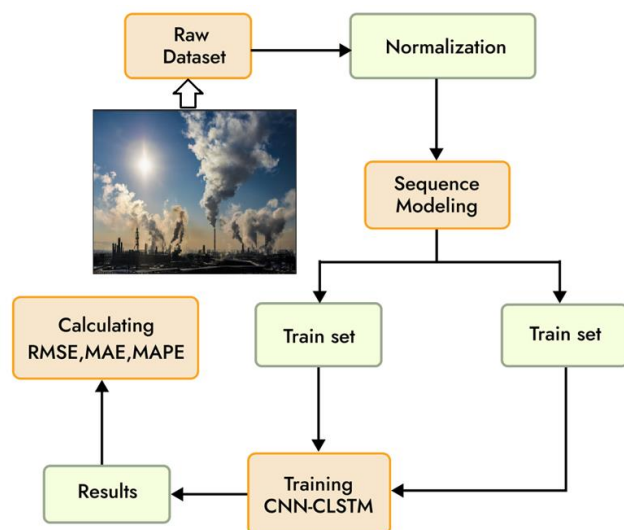 Raw
Dataset
Normalization
Sequence
Modeling
Train set
Train set
Calculating
RMSE,MAE,MAPE
Results
Training
CNN-CLSTM